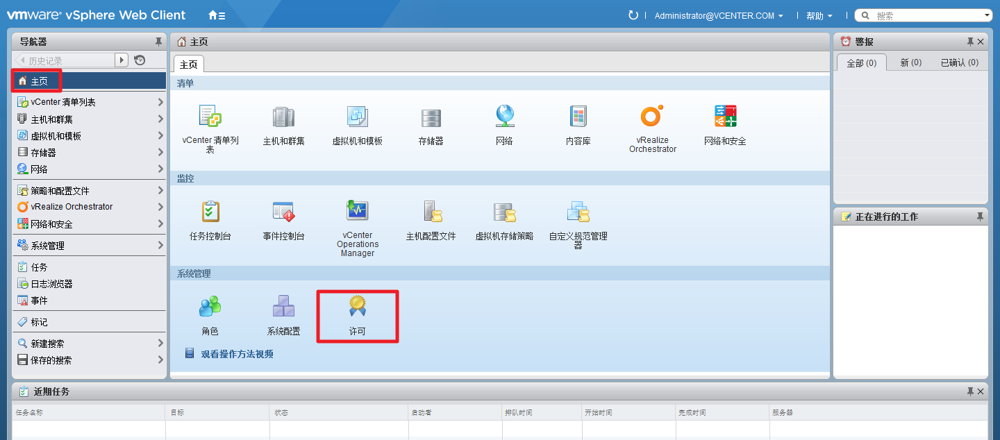 vmware® vSphere Web Client
Administrator@VCENTER.COM
帮助
搜索
导航器
历史记录
主页
vCenter 清单列表
主机和群集
虚拟机和模板
存储器
网络
策略和配置文件
vRealize Orchestrator
网络和安全
系统管理
任务
日志浏览器
事件
标记
新建搜索
保存的搜索
主页
主页
清单
vCenter 清单列
表
主机和群集
虚拟机和模板
存储器
网络
内容库
vRealize
Orchestrator
网络和安全
监控
任务控制台
事件控制台
vCenter
Operations
Manager
主机配置文件
虚拟机存储策略
自定义规范管理
器
系统管理
角色
系统配置
许可
观看操作方法视频
警报
全部 (0)
新 (0)
已确认 (0)
正在进行的工作
近期任务
任务名称
目标
状态
启动者
排队时间
开始时间
完成时间
服务器